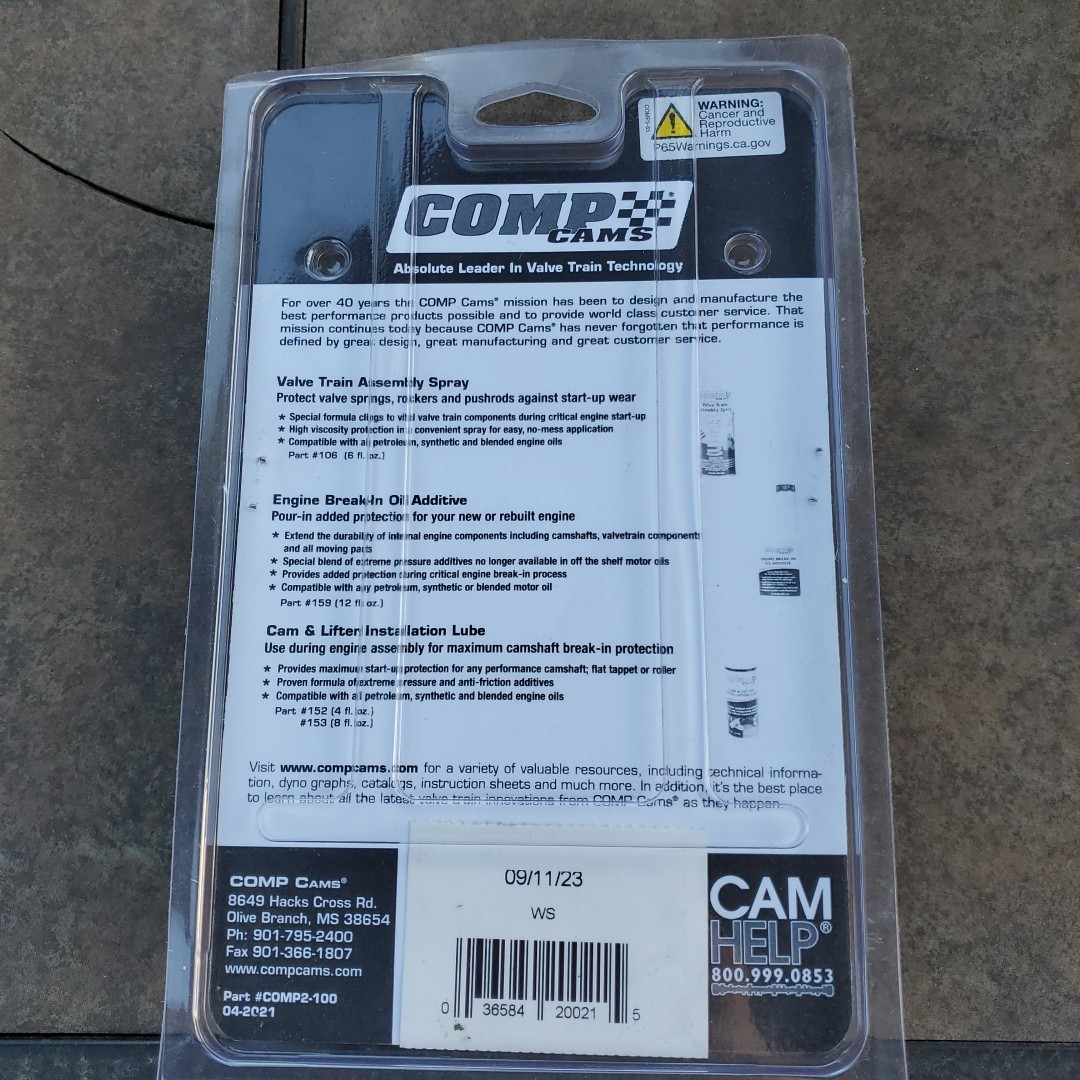 WARNING:
Cancer and
Reproductive
Harm
P65Warnings.ca.gov
COMP CAMS®
Absolute Leader In Valve Train Technology
For over 40 years the COMP Cams® mission has been to design and manufacture the
best performance products possible and to provide world class customer service. That
mission continues today because COMP Cams® has never forgotten that performance is
defined by great design, great manufacturing and great customer service.
Valve Train Assembly Spray
Protect valve springs, rockers and pushrods against start-up wear
* Special formula clings to vital valve train components during critical engine start-up
* High viscosity protection in a convenient spray for easy, no-mess application
* Compatible with all petroleum, synthetic and blended engine oils
Part #106 (6 fl. oz.)
Engine Break-In Oil Additive
Pour-in added protection for your new or rebuilt engine
* Extend the durability of internal engine components including camshafts, valvetrain components
and all moving parts
* Special blend of extreme pressure additives no longer available in off the shelf motor oils
* Provides added protection during critical engine break-in process
* Compatible with any petroleum, synthetic or blended motor oil
Part #159 (12 fl. oz.)
Cam & Lifter Installation Lube
Use during engine assembly for maximum camshaft break-in protection
* Provides maximum start-up protection for any performance camshaft; flat tappet or roller
* Proven formula of extreme pressure and anti-friction additives
* Compatible with all petroleum, synthetic and blended engine oils
Part #152 (4 fl. oz.)
#153 (8 fl. oz.)
Visit www.compcams.com for a variety of valuable resources, including technical informa-
tion, dyno graphs, catalogs, instruction sheets and much more. In addition, it's the best place
to learn about all the latest valve train innovations from COMP Cams® as they happen.
COMP CAMS®
8649 Hacks Cross Rd.
Olive Branch, MS 38654
Ph: 901-795-2400
Fax 901-366-1807
www.compcams.com
Part #COMP2-100
04-2021
09/11/23
WS
0 36584 20021 5
CAM
HELP®
800.999.0853